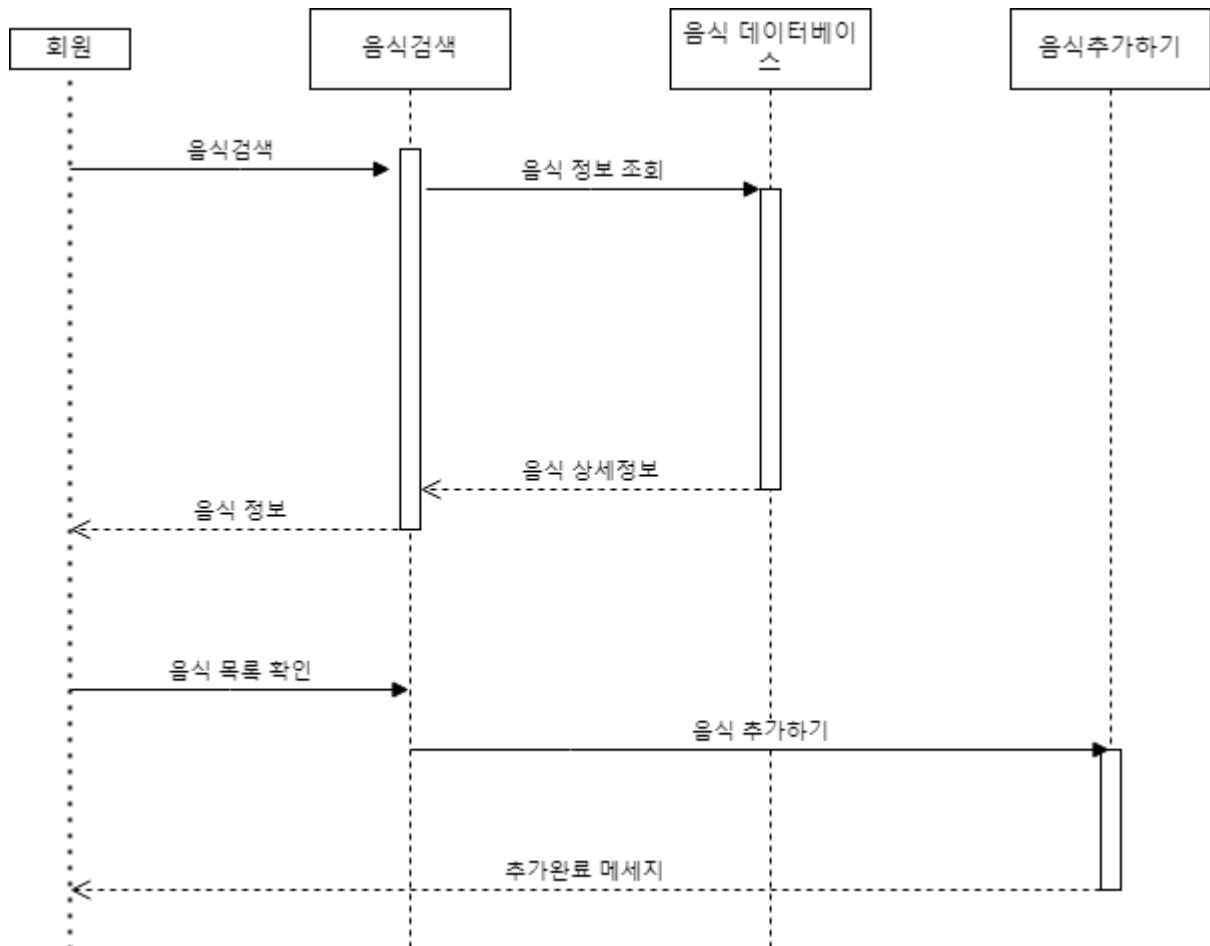 회원
음식검색
음식 데이터베이
스
음식추가하기
음식검색
음식 정보 조회
음식 상세정보
음식 정보
음식 목록 확인
음식 추가하기
추가완료 메세지